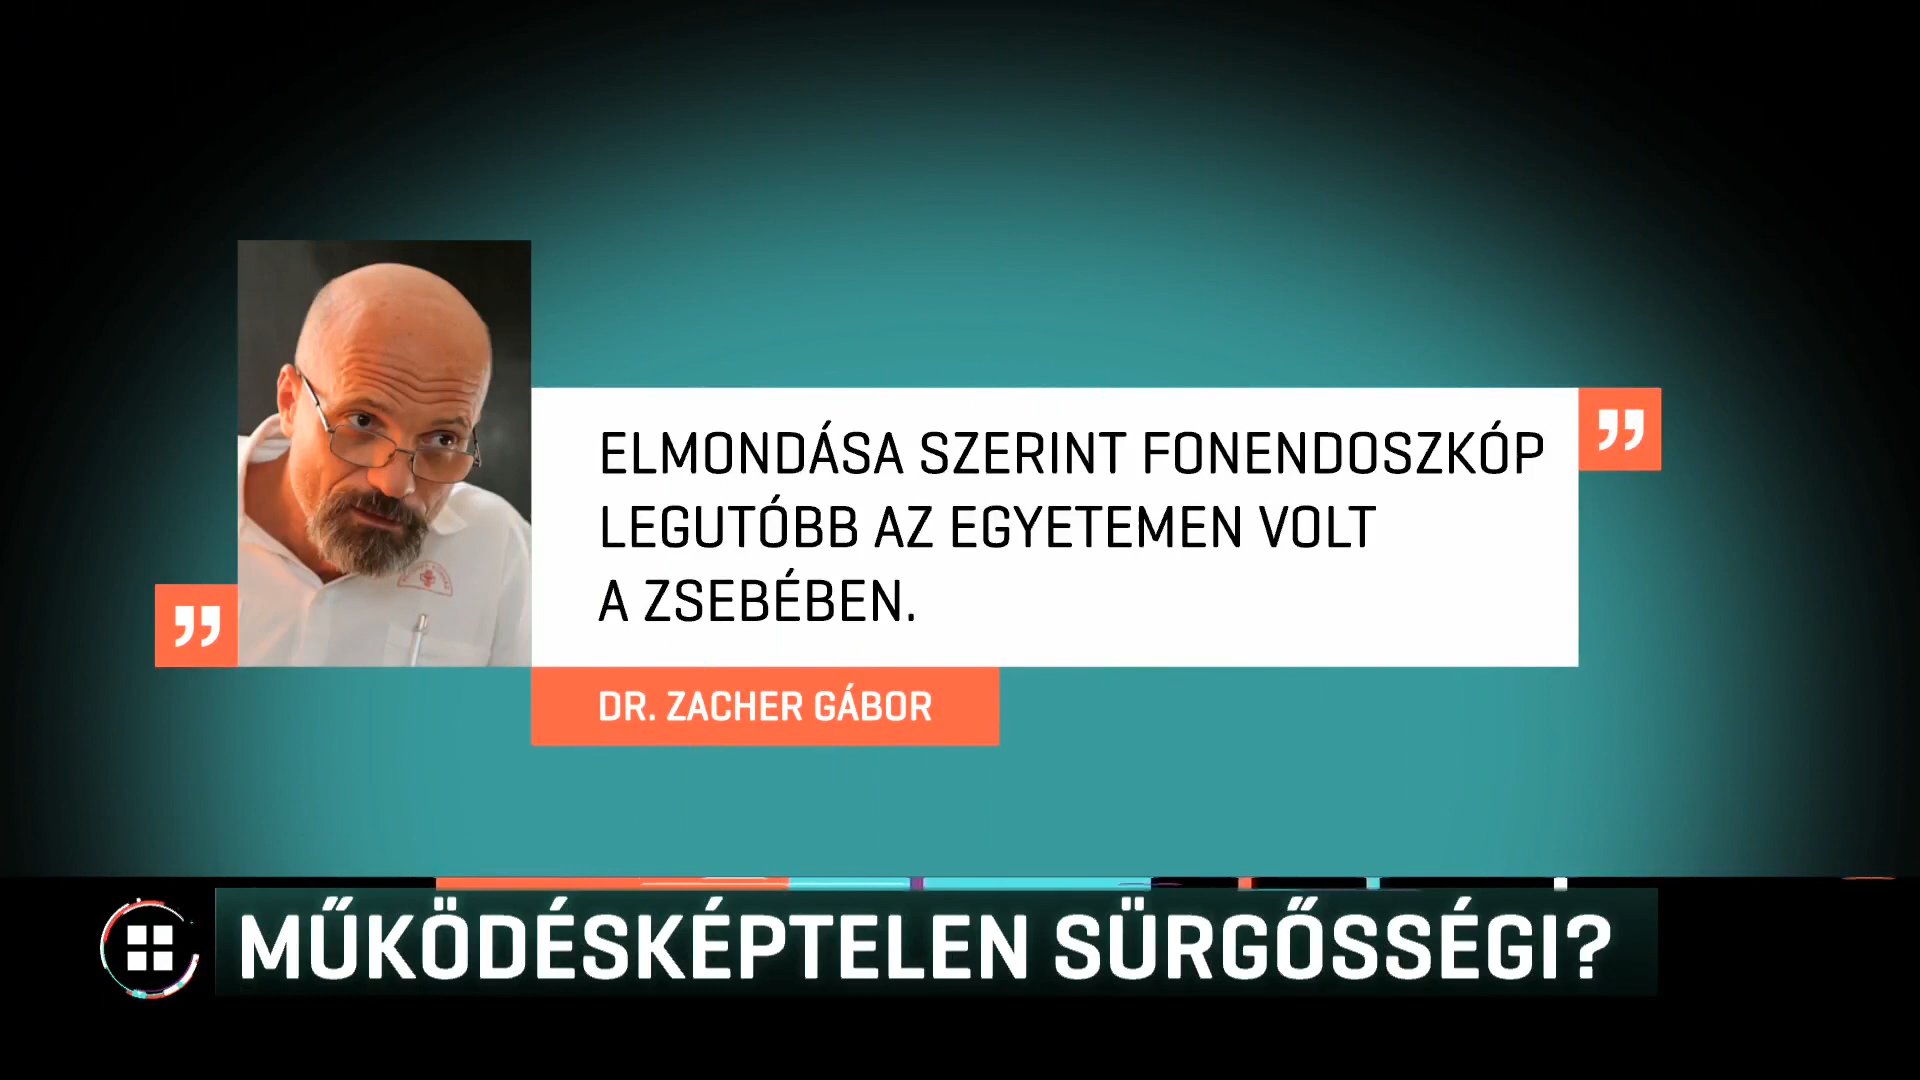 ELMONDÁSA SZERINT FONENDOSZKÓP
LEGUTÓBB AZ EGYETEMEN VOLT
A ZSEBÉBEN.
DR. ZACHER GÁBOR
MŰKÖDÉSKÉPTELEN SÜRGŐSSÉGI?